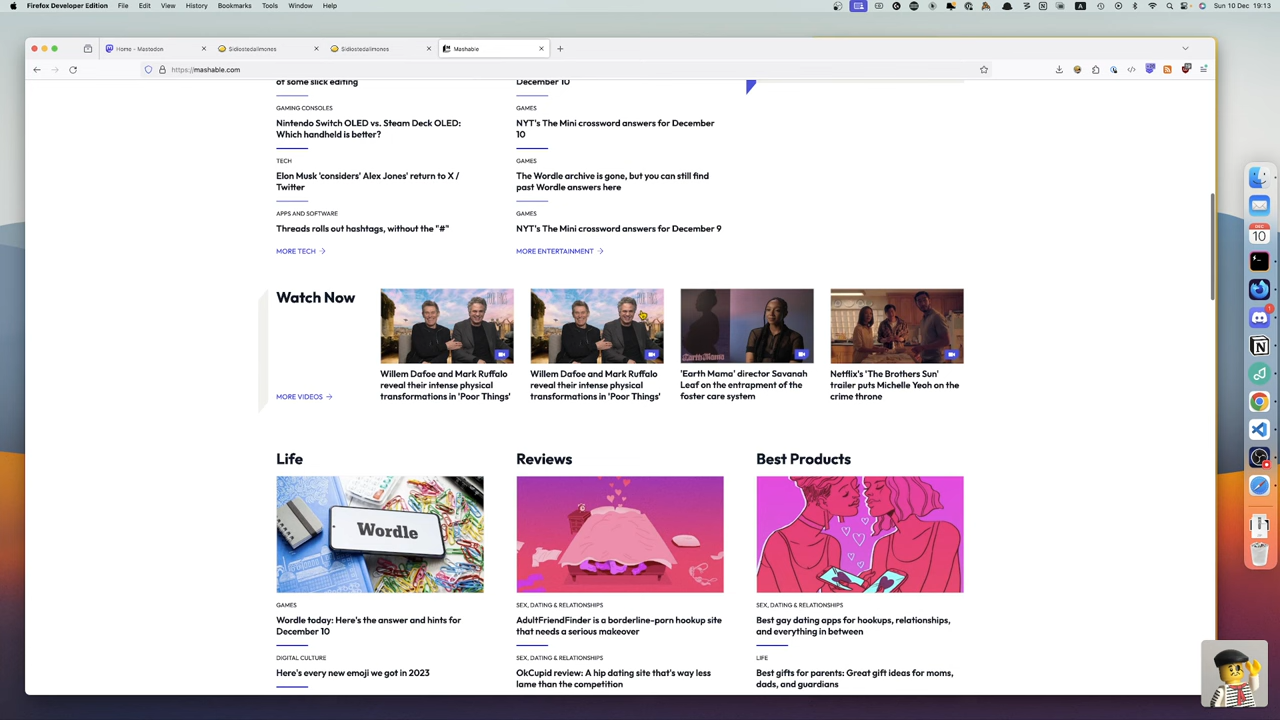 Firefox Developer Edition File Edit View History Bookmarks Tools Window Help
Sun 10 Dec 19:13
Home - Mastodon
Sidiostedalimones
Sidiostedalimones
Mashable
https://mashable.com
of some slick editing
GAMING CONSOLES
Nintendo Switch OLED vs. Steam Deck OLED:
Which handheld is better?
TECH
Elon Musk 'considers' Alex Jones' return to X /
Twitter
APPS AND SOFTWARE
Threads rolls out hashtags, without the "#"
MORE TECH
December 10
GAMES
NYT's The Mini crossword answers for December
10
GAMES
The Wordle archive is gone, but you can still find
past Wordle answers here
GAMES
NYT's The Mini crossword answers for December 9
MORE ENTERTAINMENT
Watch Now
MORE VIDEOS
Willem Dafoe and Mark Ruffalo
reveal their intense physical
transformations in 'Poor Things'
Willem Dafoe and Mark Ruffalo
reveal their intense physical
transformations in 'Poor Things'
Earth Mama
'Earth Mama' director Savanah
Leaf on the entrapment of the
foster care system
Netflix's 'The Brothers Sun'
trailer puts Michelle Yeoh on the
crime throne
Life
Wordle
GAMES
Wordle today: Here's the answer and hints for
December 10
DIGITAL CULTURE
Here's every new emoji we got in 2023
Reviews
SEX, DATING & RELATIONSHIPS
AdultFriendFinder is a borderline-porn hookup site
that needs a serious makeover
SEX, DATING & RELATIONSHIPS
OkCupid review: A hip dating site that's way less
lame than the competition
Best Products
SEX, DATING & RELATIONSHIPS
Best gay dating apps for hookups, relationships,
and everything in between
LIFE
Best gifts for parents: Great gift ideas for moms,
dads, and guardians
DEC
10